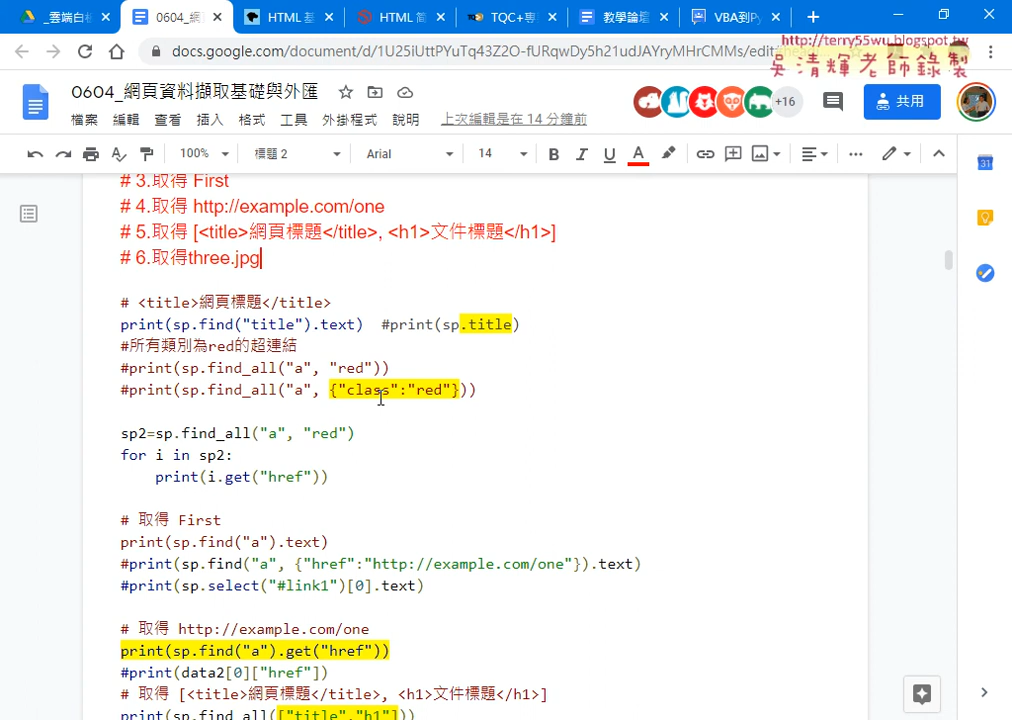 _雲端白板
0604_網
HTML 基
HTML 簡
TQC+專
教學論壇
VBA到Py
docs.google.com/document/d/1U25iUttPYuTq43Z2O-fURqwDy5h21udJAYryMHrCMMs/edit
http://terry55wu.blogspot.tw
吳清輝老師錄製
0604_網頁資料擷取基礎與外匯
+16
共用
檔案 編輯 查看 插入 格式 工具 外掛程式 說明 上次編輯是在 14 分鐘前
100% 標題 2 Arial 14 B I U A
31
# 3.取得 First
# 4.取得 http://example.com/one
# 5.取得 [<title>網頁標題</title>, <h1>文件標題</h1>]
# 6.取得three.jpg
# <title>網頁標題</title>
print(sp.find("title").text)  #print(sp.title)
#所有類別為red的超連結
#print(sp.find_all("a", "red"))
#print(sp.find_all("a", {"class":"red"}))
sp2=sp.find_all("a", "red")
for i in sp2:
    print(i.get("href"))
# 取得 First
print(sp.find("a").text)
#print(sp.find("a", {"href":"http://example.com/one"}).text)
#print(sp.select("#link1")[0].text)
# 取得 http://example.com/one
print(sp.find("a").get("href"))
#print(data2[0]["href"])
# 取得 [<title>網頁標題</title>, <h1>文件標題</h1>]
print(sp.find_all(["title","h1"]))